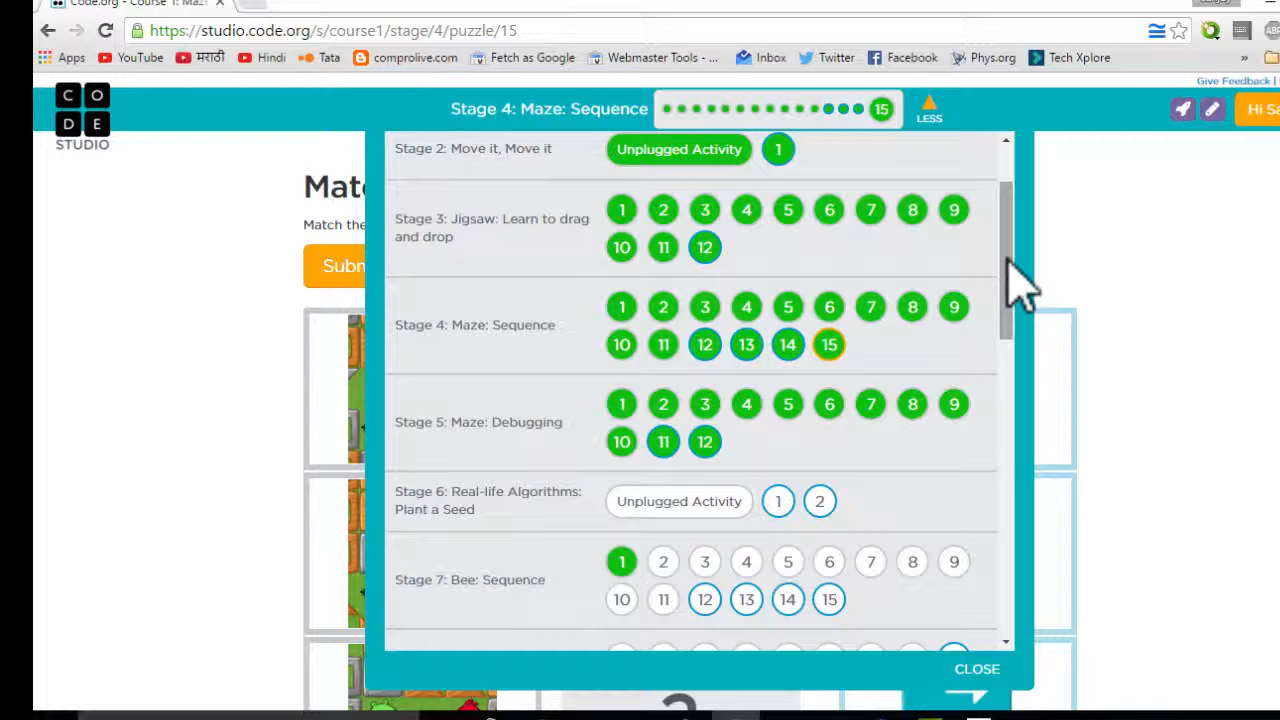 Code.org - Course 1: Maz
https://studio.code.org/s/course1/stage/4/puzzle/15
Apps YouTube मराठी Hindi Tata comprolive.com Fetch as Google Webmaster Tools - ... Inbox Twitter Facebook Phys.org Tech Xplore »
Give Feedback |
C O
D E
STUDIO
Stage 4: Maze: Sequence 15
LESS
Hi Sa
Stage 2: Move it, Move it Unplugged Activity 1
Mat
Match the
Subm
Stage 3: Jigsaw: Learn to drag
and drop
1 2 3 4 5 6 7 8 9
10 11 12
Stage 4: Maze: Sequence
1 2 3 4 5 6 7 8 9
10 11 12 13 14 15
Stage 5: Maze: Debugging
1 2 3 4 5 6 7 8 9
10 11 12
Stage 6: Real-life Algorithms:
Plant a Seed
Unplugged Activity 1 2
Stage 7: Bee: Sequence
1 2 3 4 5 6 7 8 9
10 11 12 13 14 15
CLOSE